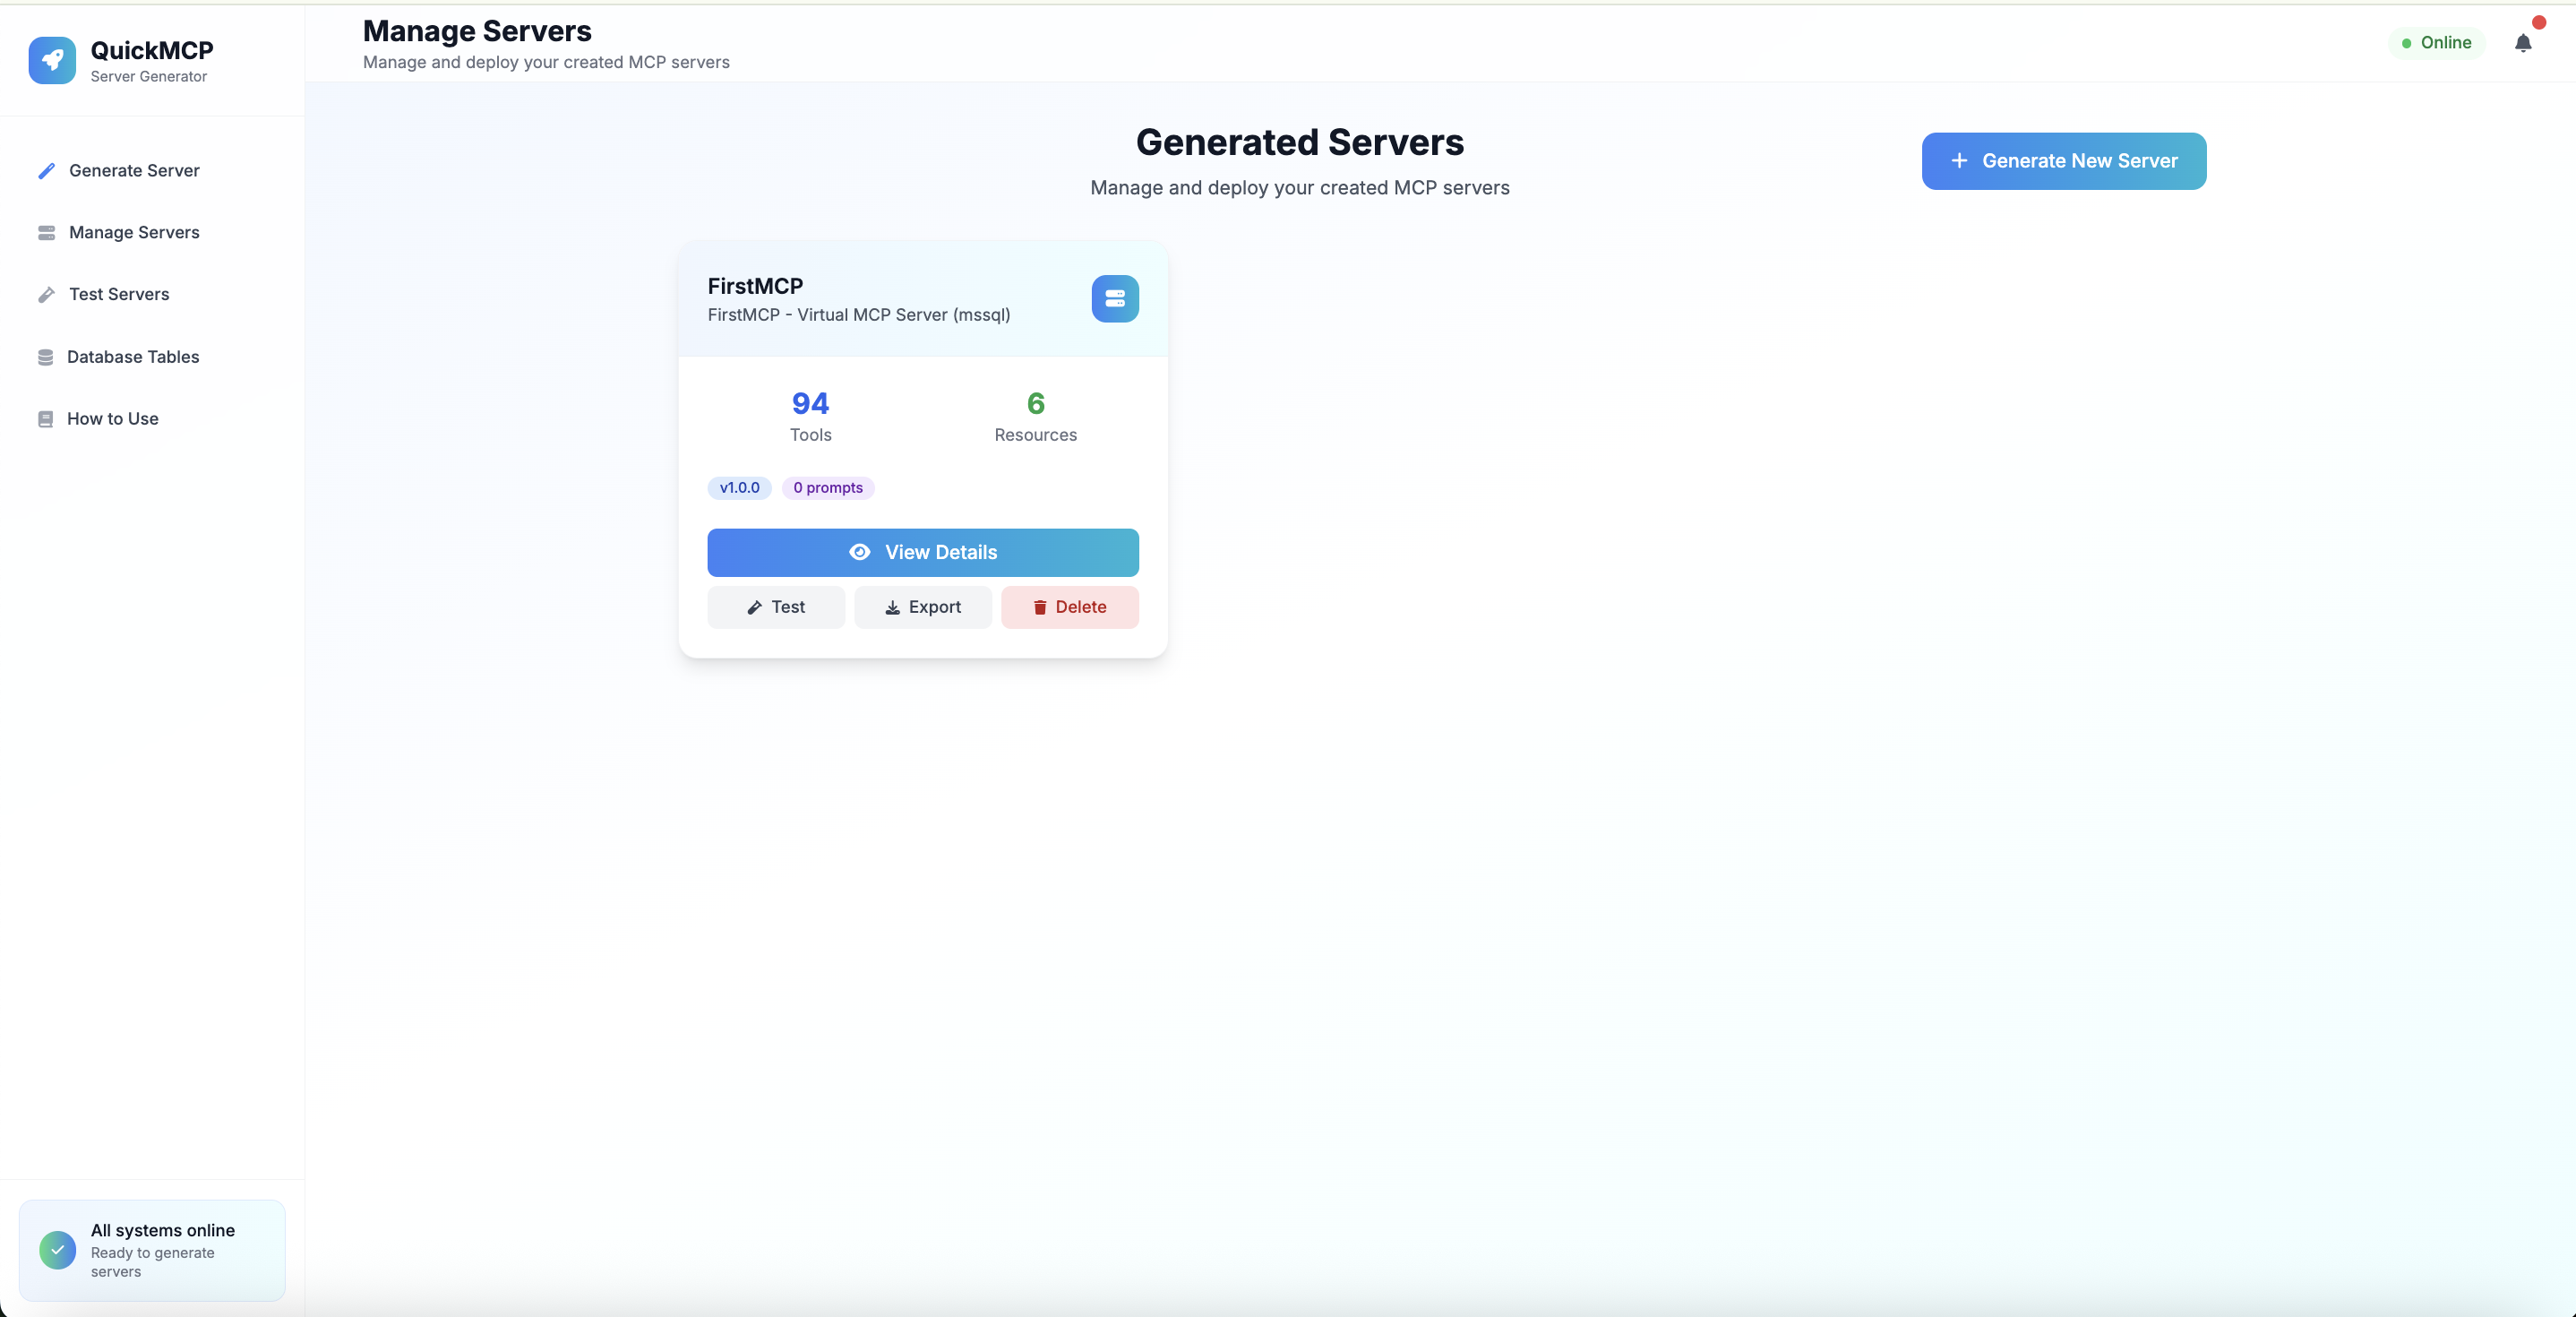 QuickMCP
Server Generator
Generate Server
Manage Servers
Test Servers
Database Tables
How to Use
All systems online
Ready to generate
servers
Manage Servers
Manage and deploy your created MCP servers
Online
Generated Servers
Manage and deploy your created MCP servers
Generate New Server
FirstMCP
FirstMCP - Virtual MCP Server (mssql)
94
Tools
6
Resources
v1.0.0
0 prompts
View Details
Test
Export
Delete